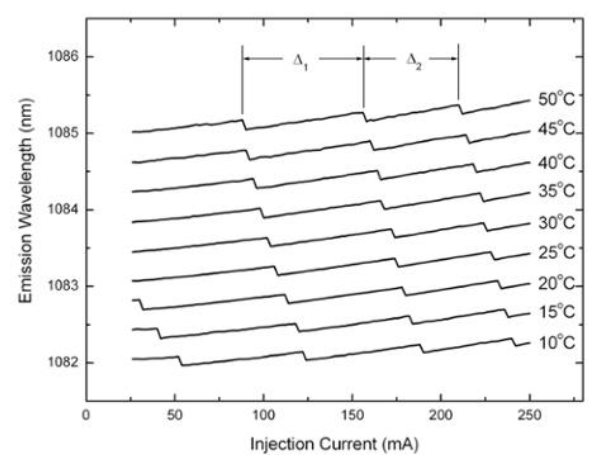 Δ₁ Δ₂
1086
1085
1084
1083
1082
Emission Wavelength (nm)
50°C
45°C
40°C
35°C
30°C
25°C
20°C
15°C
10°C
0 50 100 150 200 250
Injection Current (mA)